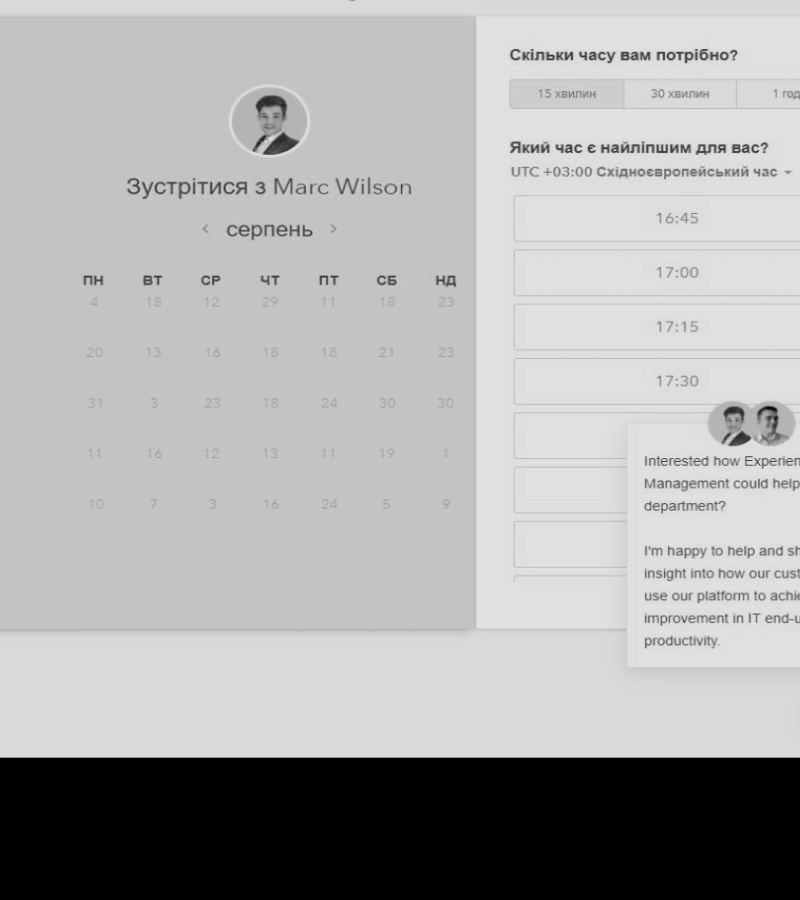 Зустрітися з Marc Wilson
серпень
ПН ВТ СР ЧТ ПТ СБ НД
4 18 12 29 11 18 23
20 13 16 18 18 21 23
31 3 23 18 24 30 30
11 16 12 13 11 19 1
10 7 3 16 24 5 9
Скільки часу вам потрібно?
15 хвилин 30 хвилин 1 год
Який час є найліпшим для вас?
UTC +03:00 Східноєвропейський час
16:45
17:00
17:15
17:30
Interested how Experien
Management could help
department?
I'm happy to help and sh
insight into how our cust
use our platform to achie
improvement in IT end-u
productivity.